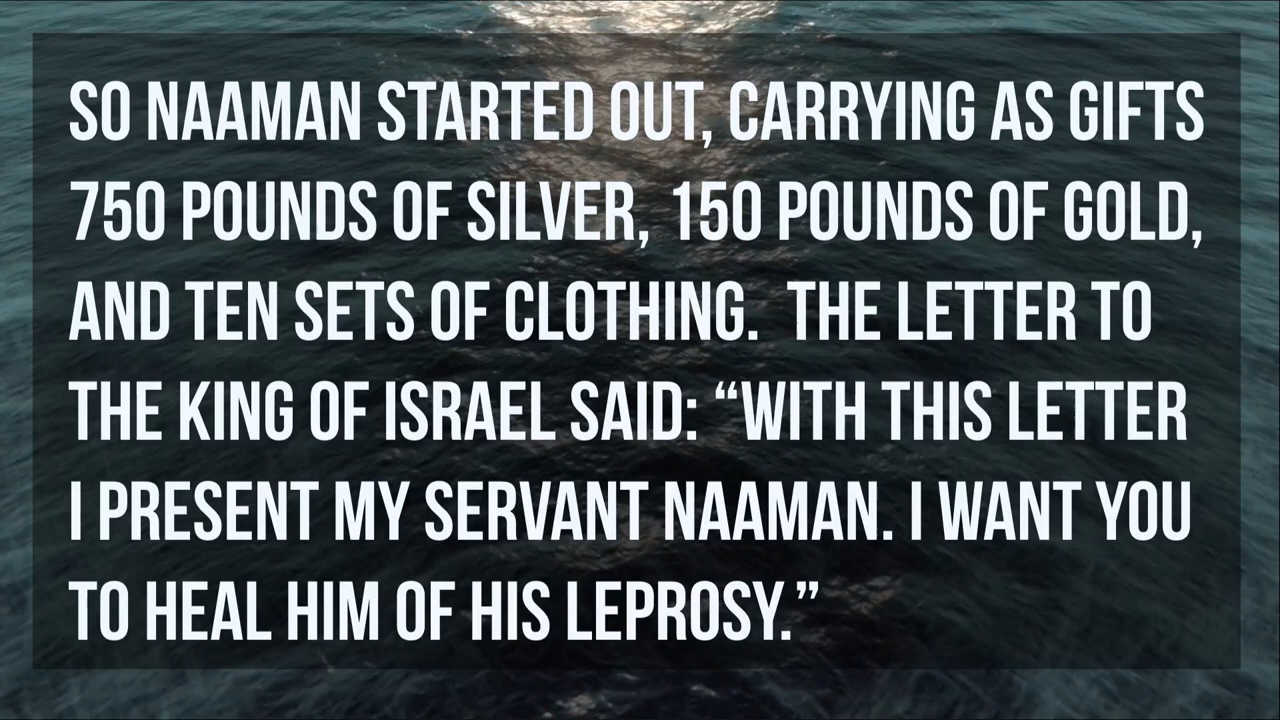 SO NAAMAN STARTED OUT, CARRYING AS GIFTS
750 POUNDS OF SILVER, 150 POUNDS OF GOLD,
AND TEN SETS OF CLOTHING.  THE LETTER TO
THE KING OF ISRAEL SAID: “WITH THIS LETTER
I PRESENT MY SERVANT NAAMAN. I WANT YOU
TO HEAL HIM OF HIS LEPROSY.”